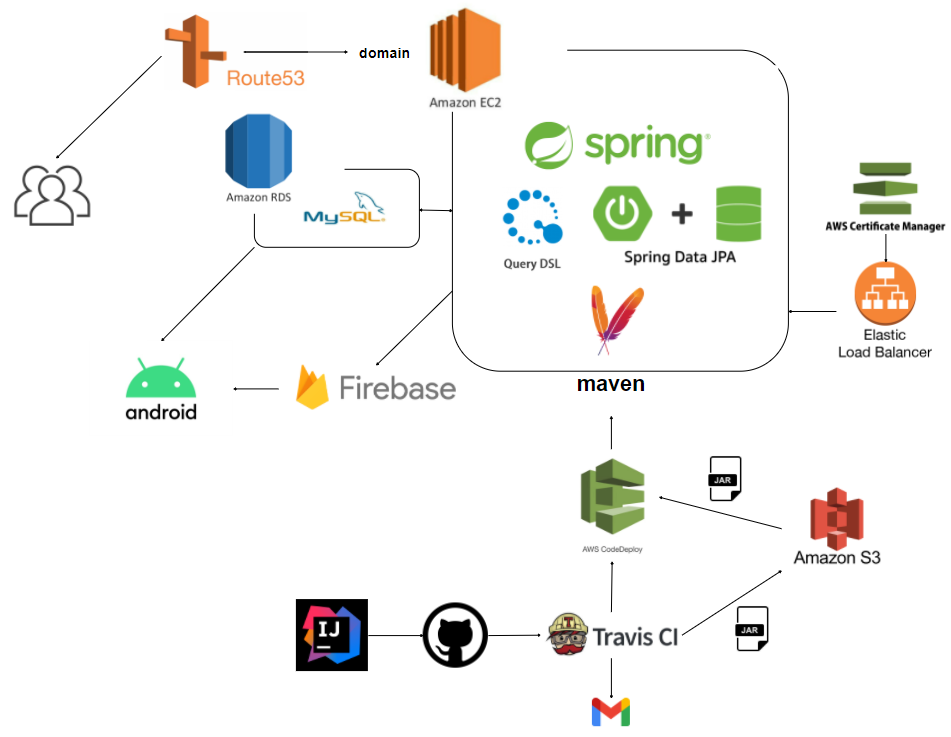 Route53
domain
Amazon EC2
spring
Amazon RDS
MySQL
Query DSL
+
Spring Data JPA
AWS Certificate Manager
Elastic
Load Balancer
maven
Firebase
android
JAR
AWS CodeDeploy
Amazon S3
IJ
Travis CI
T
JAR